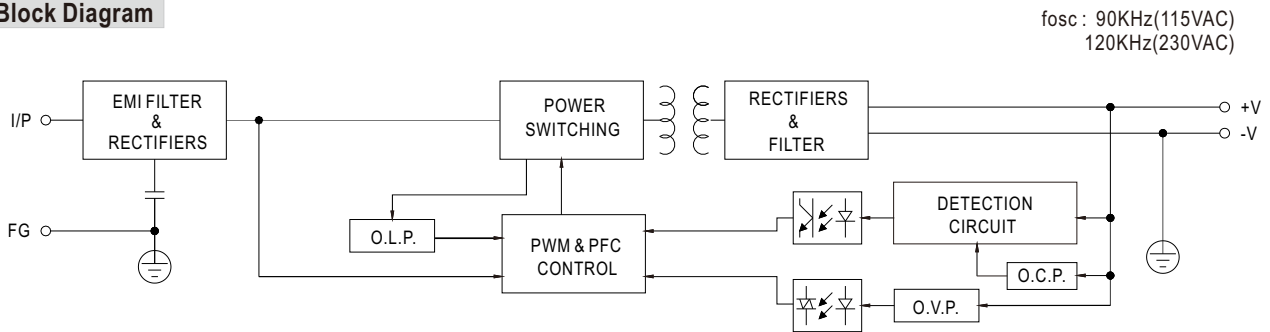 Block Diagram
fosc : 90KHz(115VAC)
120KHz(230VAC)
I/P
EMI FILTER
&
RECTIFIERS
POWER
SWITCHING
RECTIFIERS
&
FILTER
+V
-V
FG
O.L.P.
PWM & PFC
CONTROL
DETECTION
CIRCUIT
O.C.P.
O.V.P.